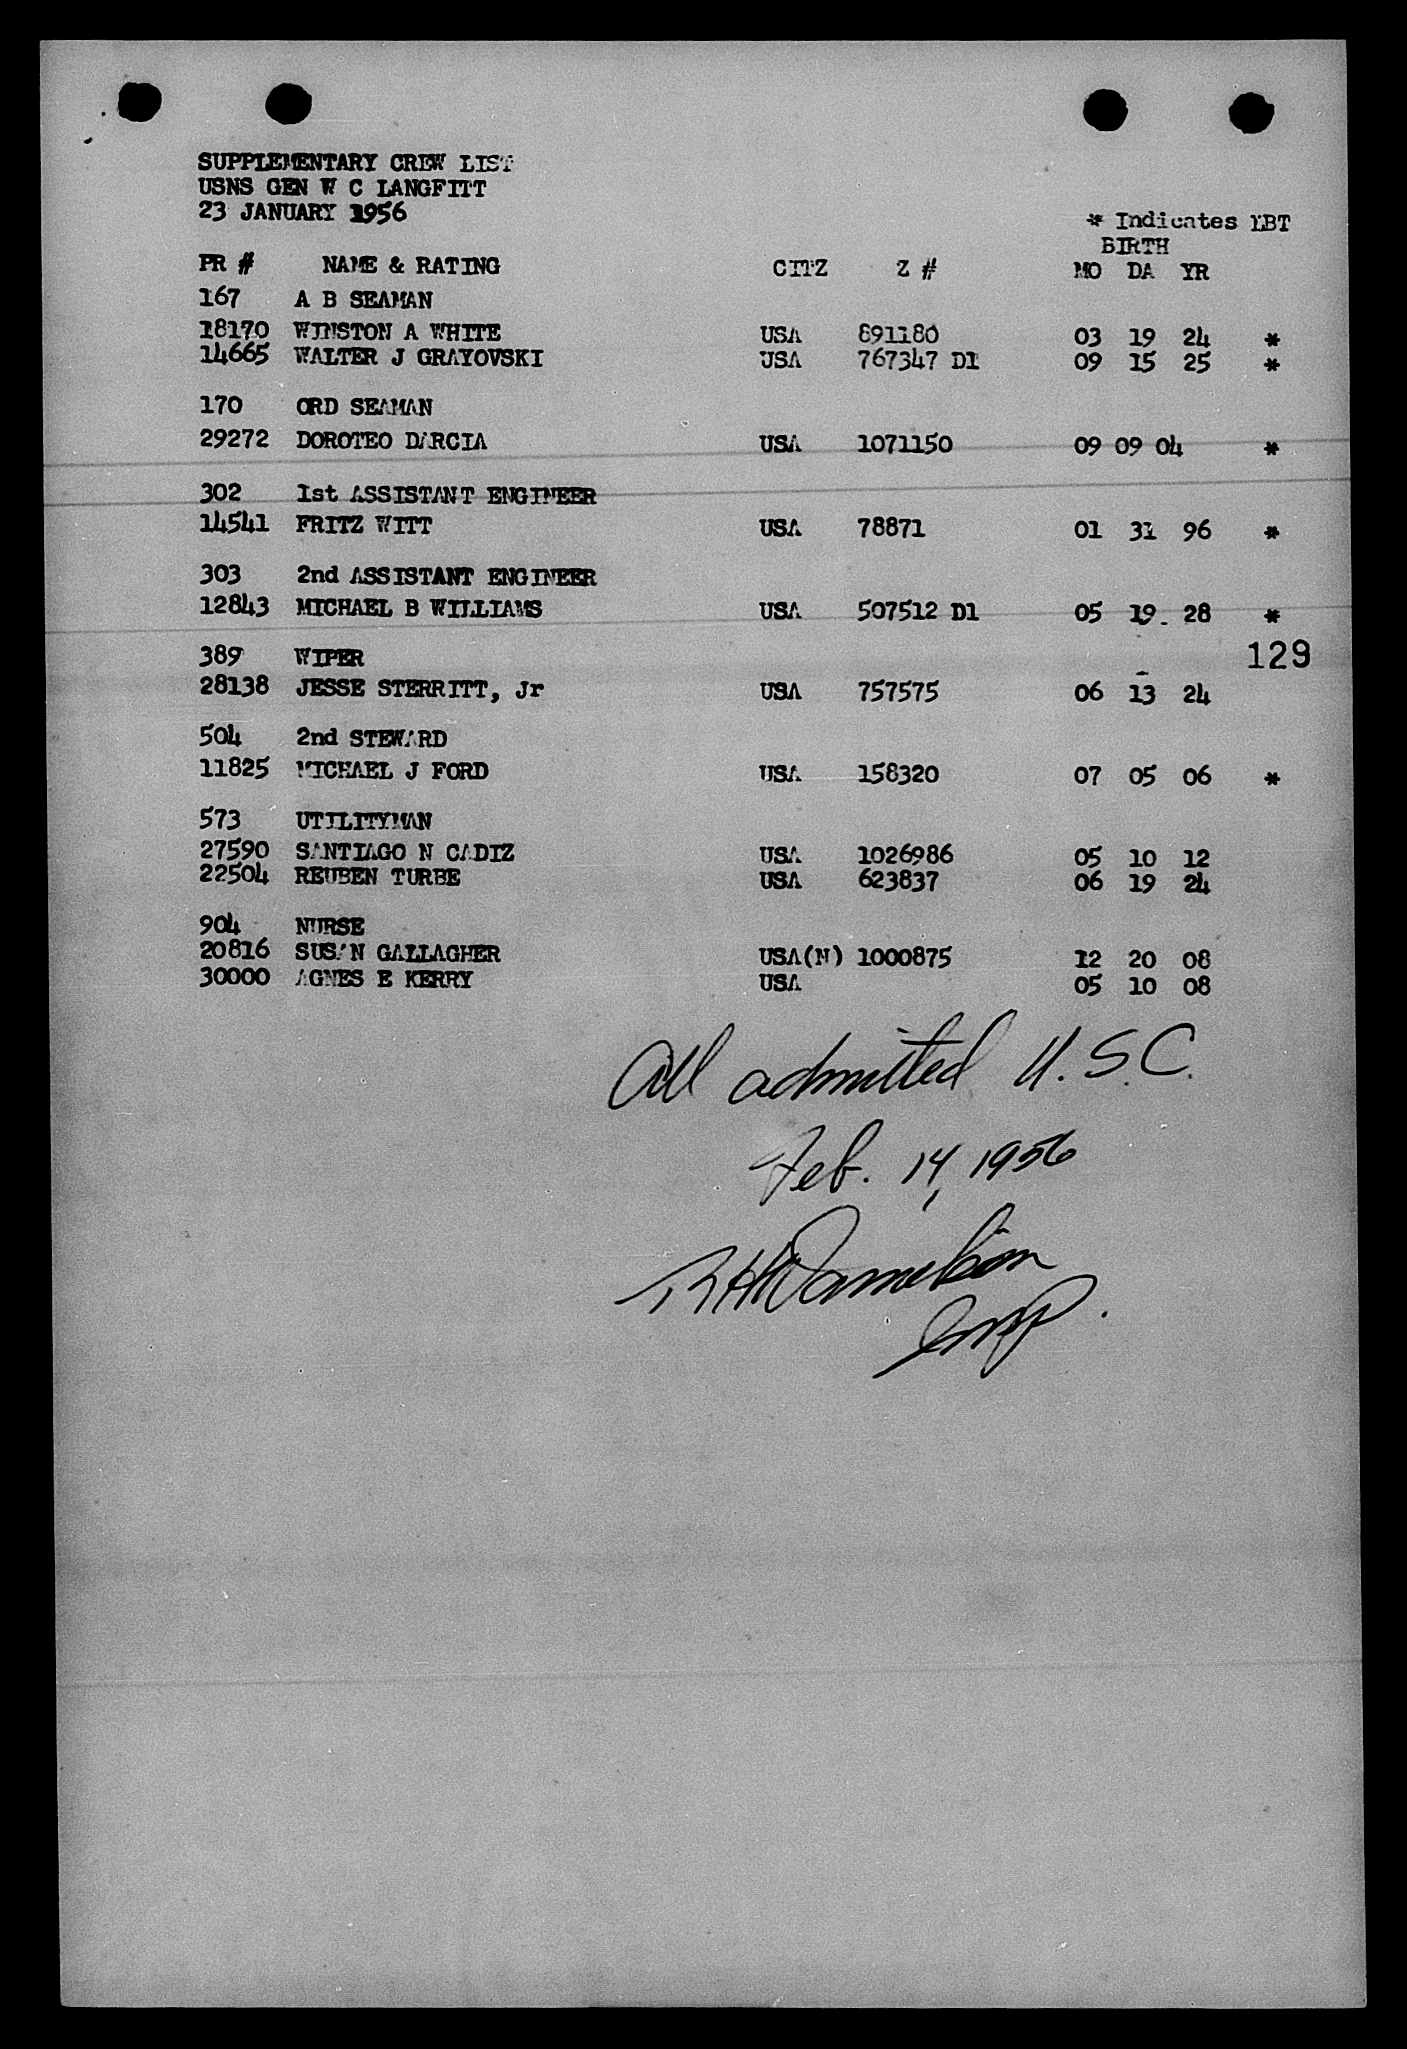 SUPPLEMENTARY CREW LIST
USNS GEN W C LANGFITT
23 JANUARY 1956
* Indicates LBT
BIRTH
PR # NAME & RATING CITZ Z # MO DA YR
167 A B SEAMAN
18170 WINSTON A WHITE USA 891180 03 19 24 *
14665 WALTER J GRAYOVSKI USA 767347 D1 09 15 25 *
170 ORD SEAMAN
29272 DOROTEO DARCIA USA 1071150 09 09 04 *
302 1st ASSISTANT ENGINEER
14541 FRITZ WITT USA 78871 01 31 96 *
303 2nd ASSISTANT ENGINEER
12843 MICHAEL B WILLIAMS USA 507512 D1 05 19 28 *
389 WIPER 129
28138 JESSE STERRITT, Jr USA 757575 06 13 24
504 2nd STEWARD
11825 MICHAEL J FORD USA 158320 07 05 06 *
573 UTILITYMAN
27590 SANTIAGO N CADIZ USA 1026986 05 10 12
22504 REUBEN TURBE USA 623837 06 19 24
904 NURSE
20816 SUSAN GALLAGHER USA(N) 1000875 12 20 08
30000 AGNES E KERRY USA 05 10 08
All admitted U.S.C.
Feb. 14, 1956
Insp.